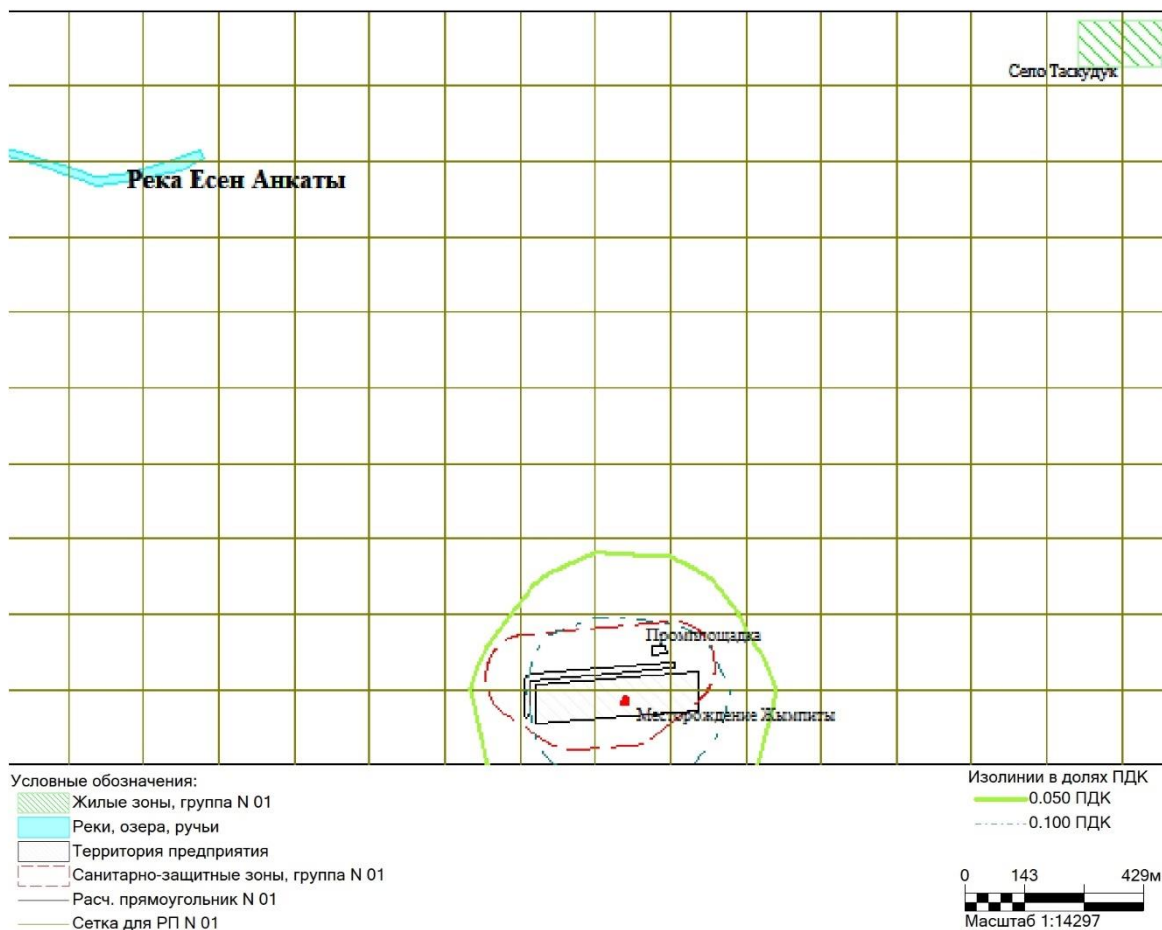 Село Таскудук
Река Есен Анкаты
Промплощадка
Месторождение Жымпиты
Условные обозначения:
Жилые зоны, группа N 01
Реки, озера, ручьи
Территория предприятия
Санитарно-защитные зоны, группа N 01
Расч. прямоугольник N 01
Сетка для РП N 01
Изолинии в долях ПДК
0.050 ПДК
0.100 ПДК
0 143 429м
Масштаб 1:14297